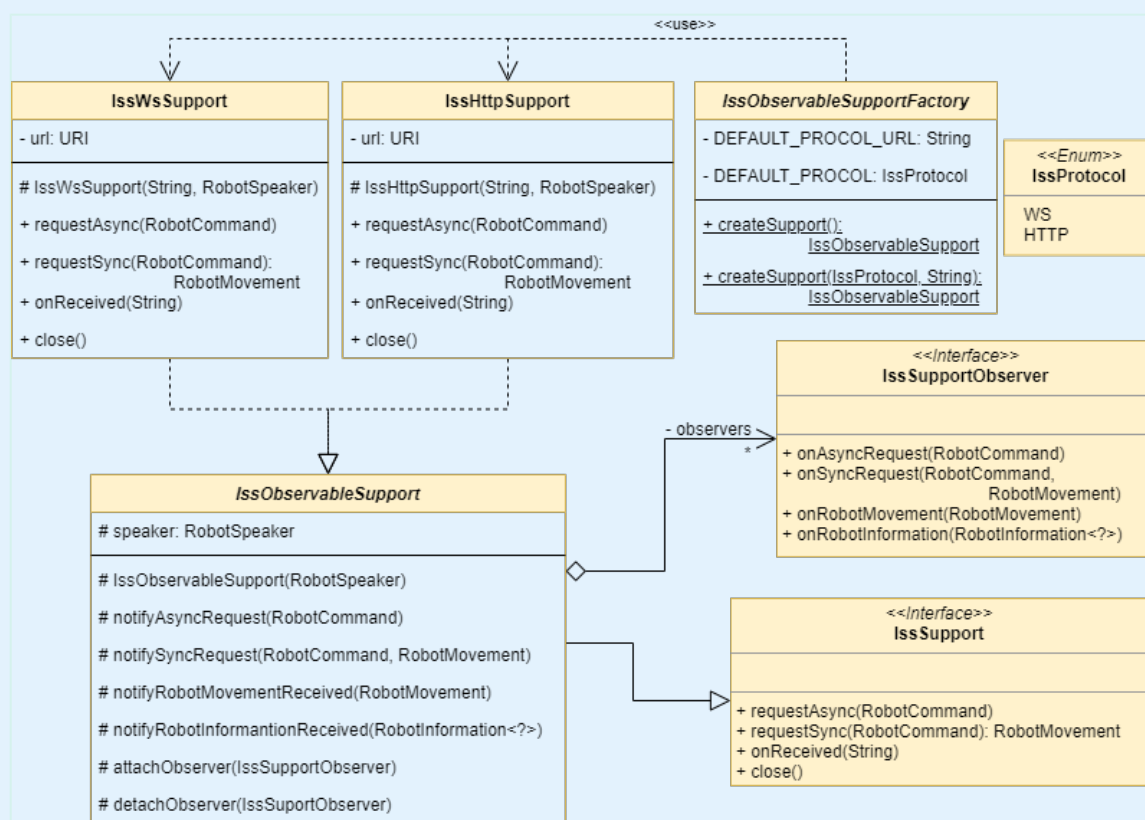 <<use>>
IssWsSupport
- url: URI
# IssWsSupport(String, RobotSpeaker)
+ requestAsync(RobotCommand)
+ requestSync(RobotCommand):
RobotMovement
+ onReceived(String)
+ close()
IssHttpSupport
- url: URI
# IssHttpSupport(String, RobotSpeaker)
+ requestAsync(RobotCommand)
+ requestSync(RobotCommand):
RobotMovement
+ onReceived(String)
+ close()
IssObservableSupportFactory
- DEFAULT_PROCOL_URL: String
- DEFAULT_PROCOL: IssProtocol
+ createSupport():
IssObservableSupport
+ createSupport(IssProtocol, String):
IssObservableSupport
<<Enum>>
IssProtocol
WS
HTTP
<<Interface>>
IssSupportObserver
+ onAsyncRequest(RobotCommand)
+ onSyncRequest(RobotCommand,
RobotMovement)
+ onRobotMovement(RobotMovement)
+ onRobotInformation(RobotInformation<?>)
- observers
*
IssObservableSupport
# speaker: RobotSpeaker
# IssObservableSupport(RobotSpeaker)
# notifyAsyncRequest(RobotCommand)
# notifySyncRequest(RobotCommand, RobotMovement)
# notifyRobotMovementReceived(RobotMovement)
# notifyRobotInformantionReceived(RobotInformation<?>)
# attachObserver(IssSupportObserver)
# detachObserver(IssSuportObserver)
<<Interface>>
IssSupport
+ requestAsync(RobotCommand)
+ requestSync(RobotCommand): RobotMovement
+ onReceived(String)
+ close()